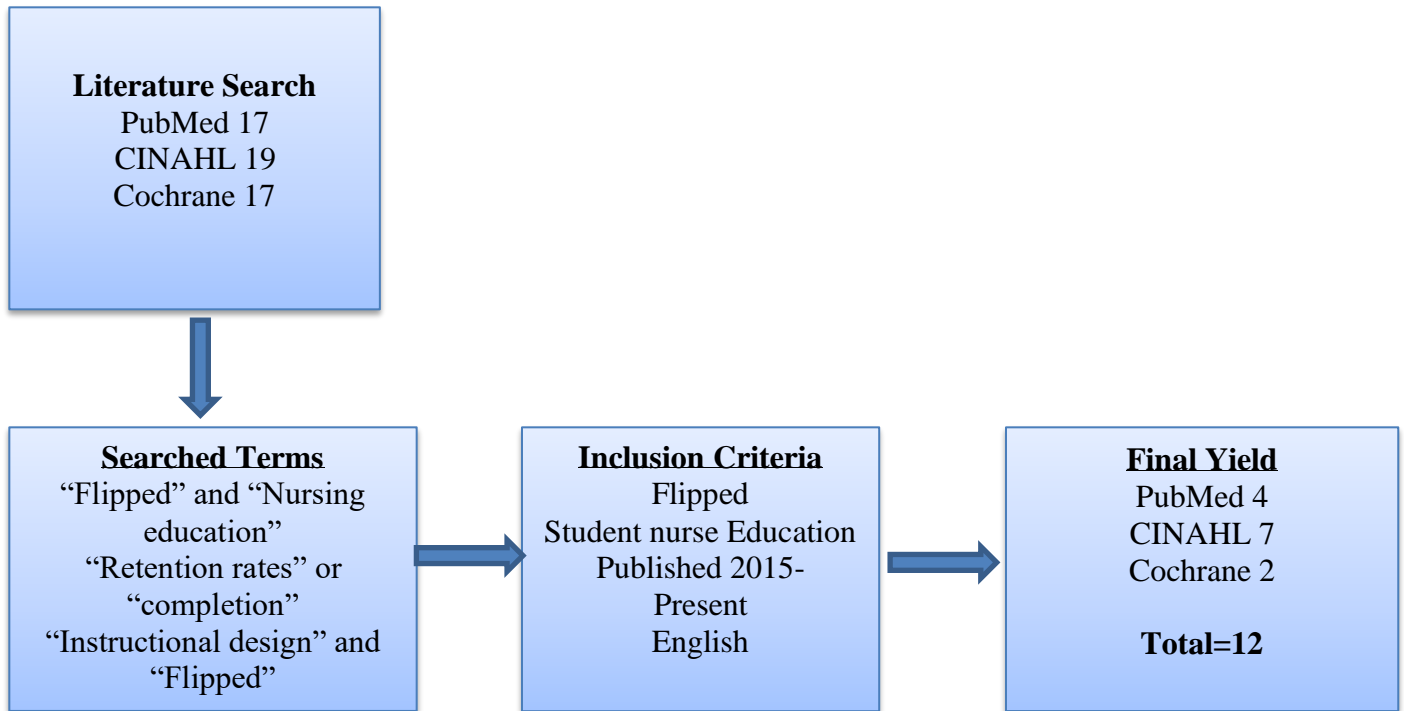 Literature Search
PubMed 17
CINAHL 19
Cochrane 17
Searched Terms
“Flipped” and “Nursing
education”
“Retention rates” or
“completion”
“Instructional design” and
“Flipped”
Inclusion Criteria
Flipped
Student nurse Education
Published 2015-
Present
English
Final Yield
PubMed 4
CINAHL 7
Cochrane 2
Total=12